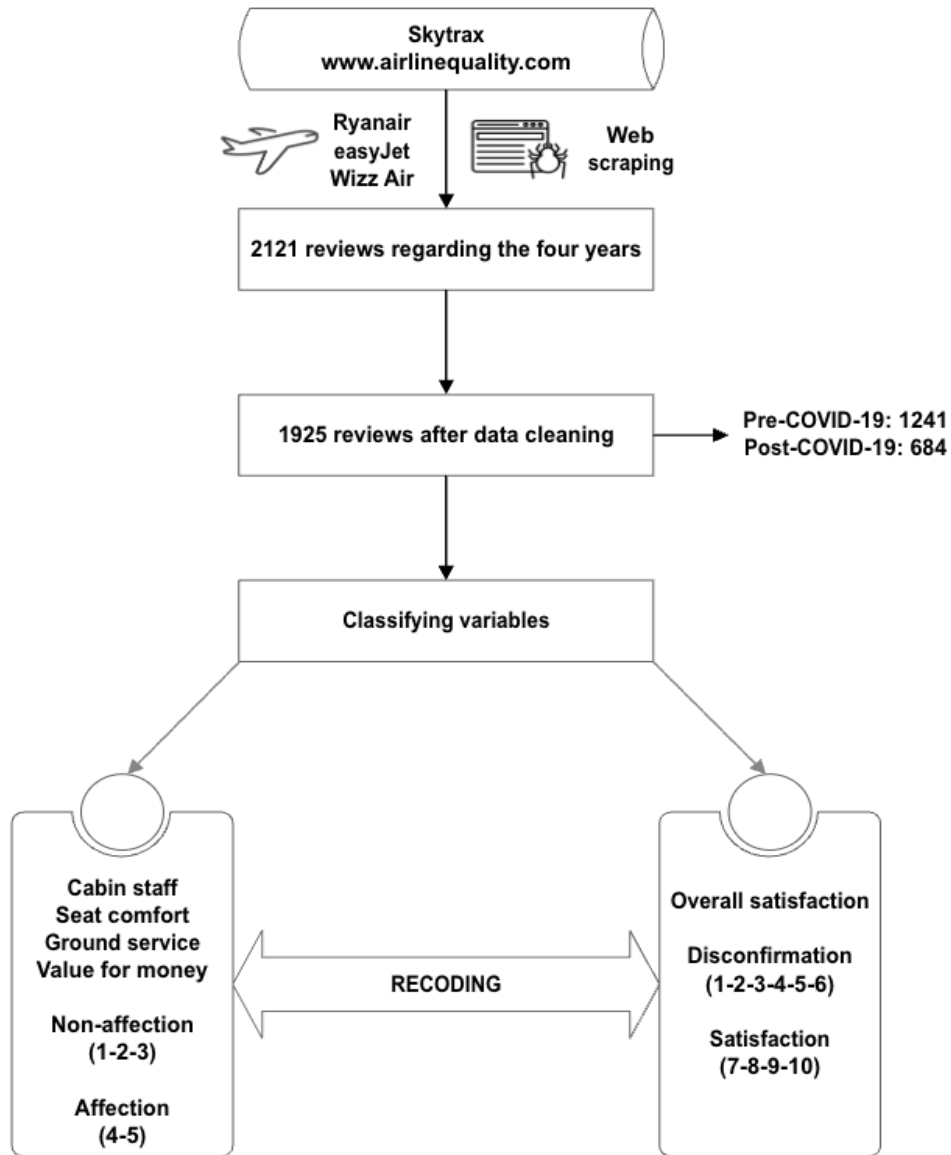 Skytrax
www.airlinequality.com
Ryanair
easyJet
Wizz Air
Web
scraping
2121 reviews regarding the four years
1925 reviews after data cleaning
Pre-COVID-19: 1241
Post-COVID-19: 684
Classifying variables
Cabin staff
Seat comfort
Ground service
Value for money
Non-affection
(1-2-3)
Affection
(4-5)
RECODING
Overall satisfaction
Disconfirmation
(1-2-3-4-5-6)
Satisfaction
(7-8-9-10)